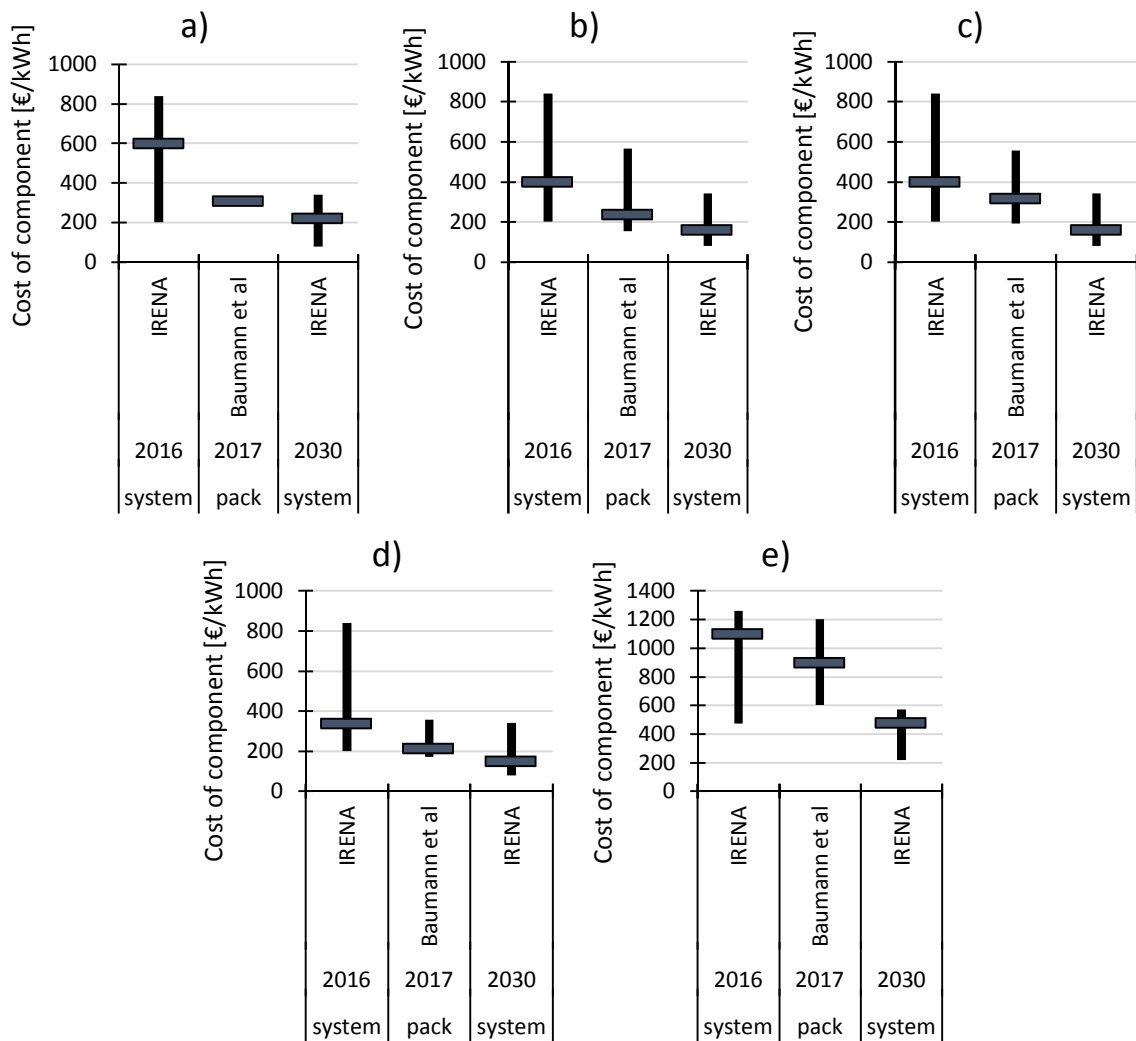 a)
Cost of component [€/kWh]
1000
800
600
400
200
0
IRENA
Baumann et al
IRENA
2016
2017
2030
system
pack
system
b)
Cost of component [€/kWh]
1000
800
600
400
200
0
IRENA
Baumann et al
IRENA
2016
2017
2030
system
pack
system
c)
Cost of component [€/kWh]
1000
800
600
400
200
0
IRENA
Baumann et al
IRENA
2016
2017
2030
system
pack
system
d)
Cost of component [€/kWh]
1000
800
600
400
200
0
IRENA
Baumann et al
IRENA
2016
2017
2030
system
pack
system
e)
Cost of component [€/kWh]
1400
1200
1000
800
600
400
200
0
IRENA
Baumann et al
IRENA
2016
2017
2030
system
pack
system